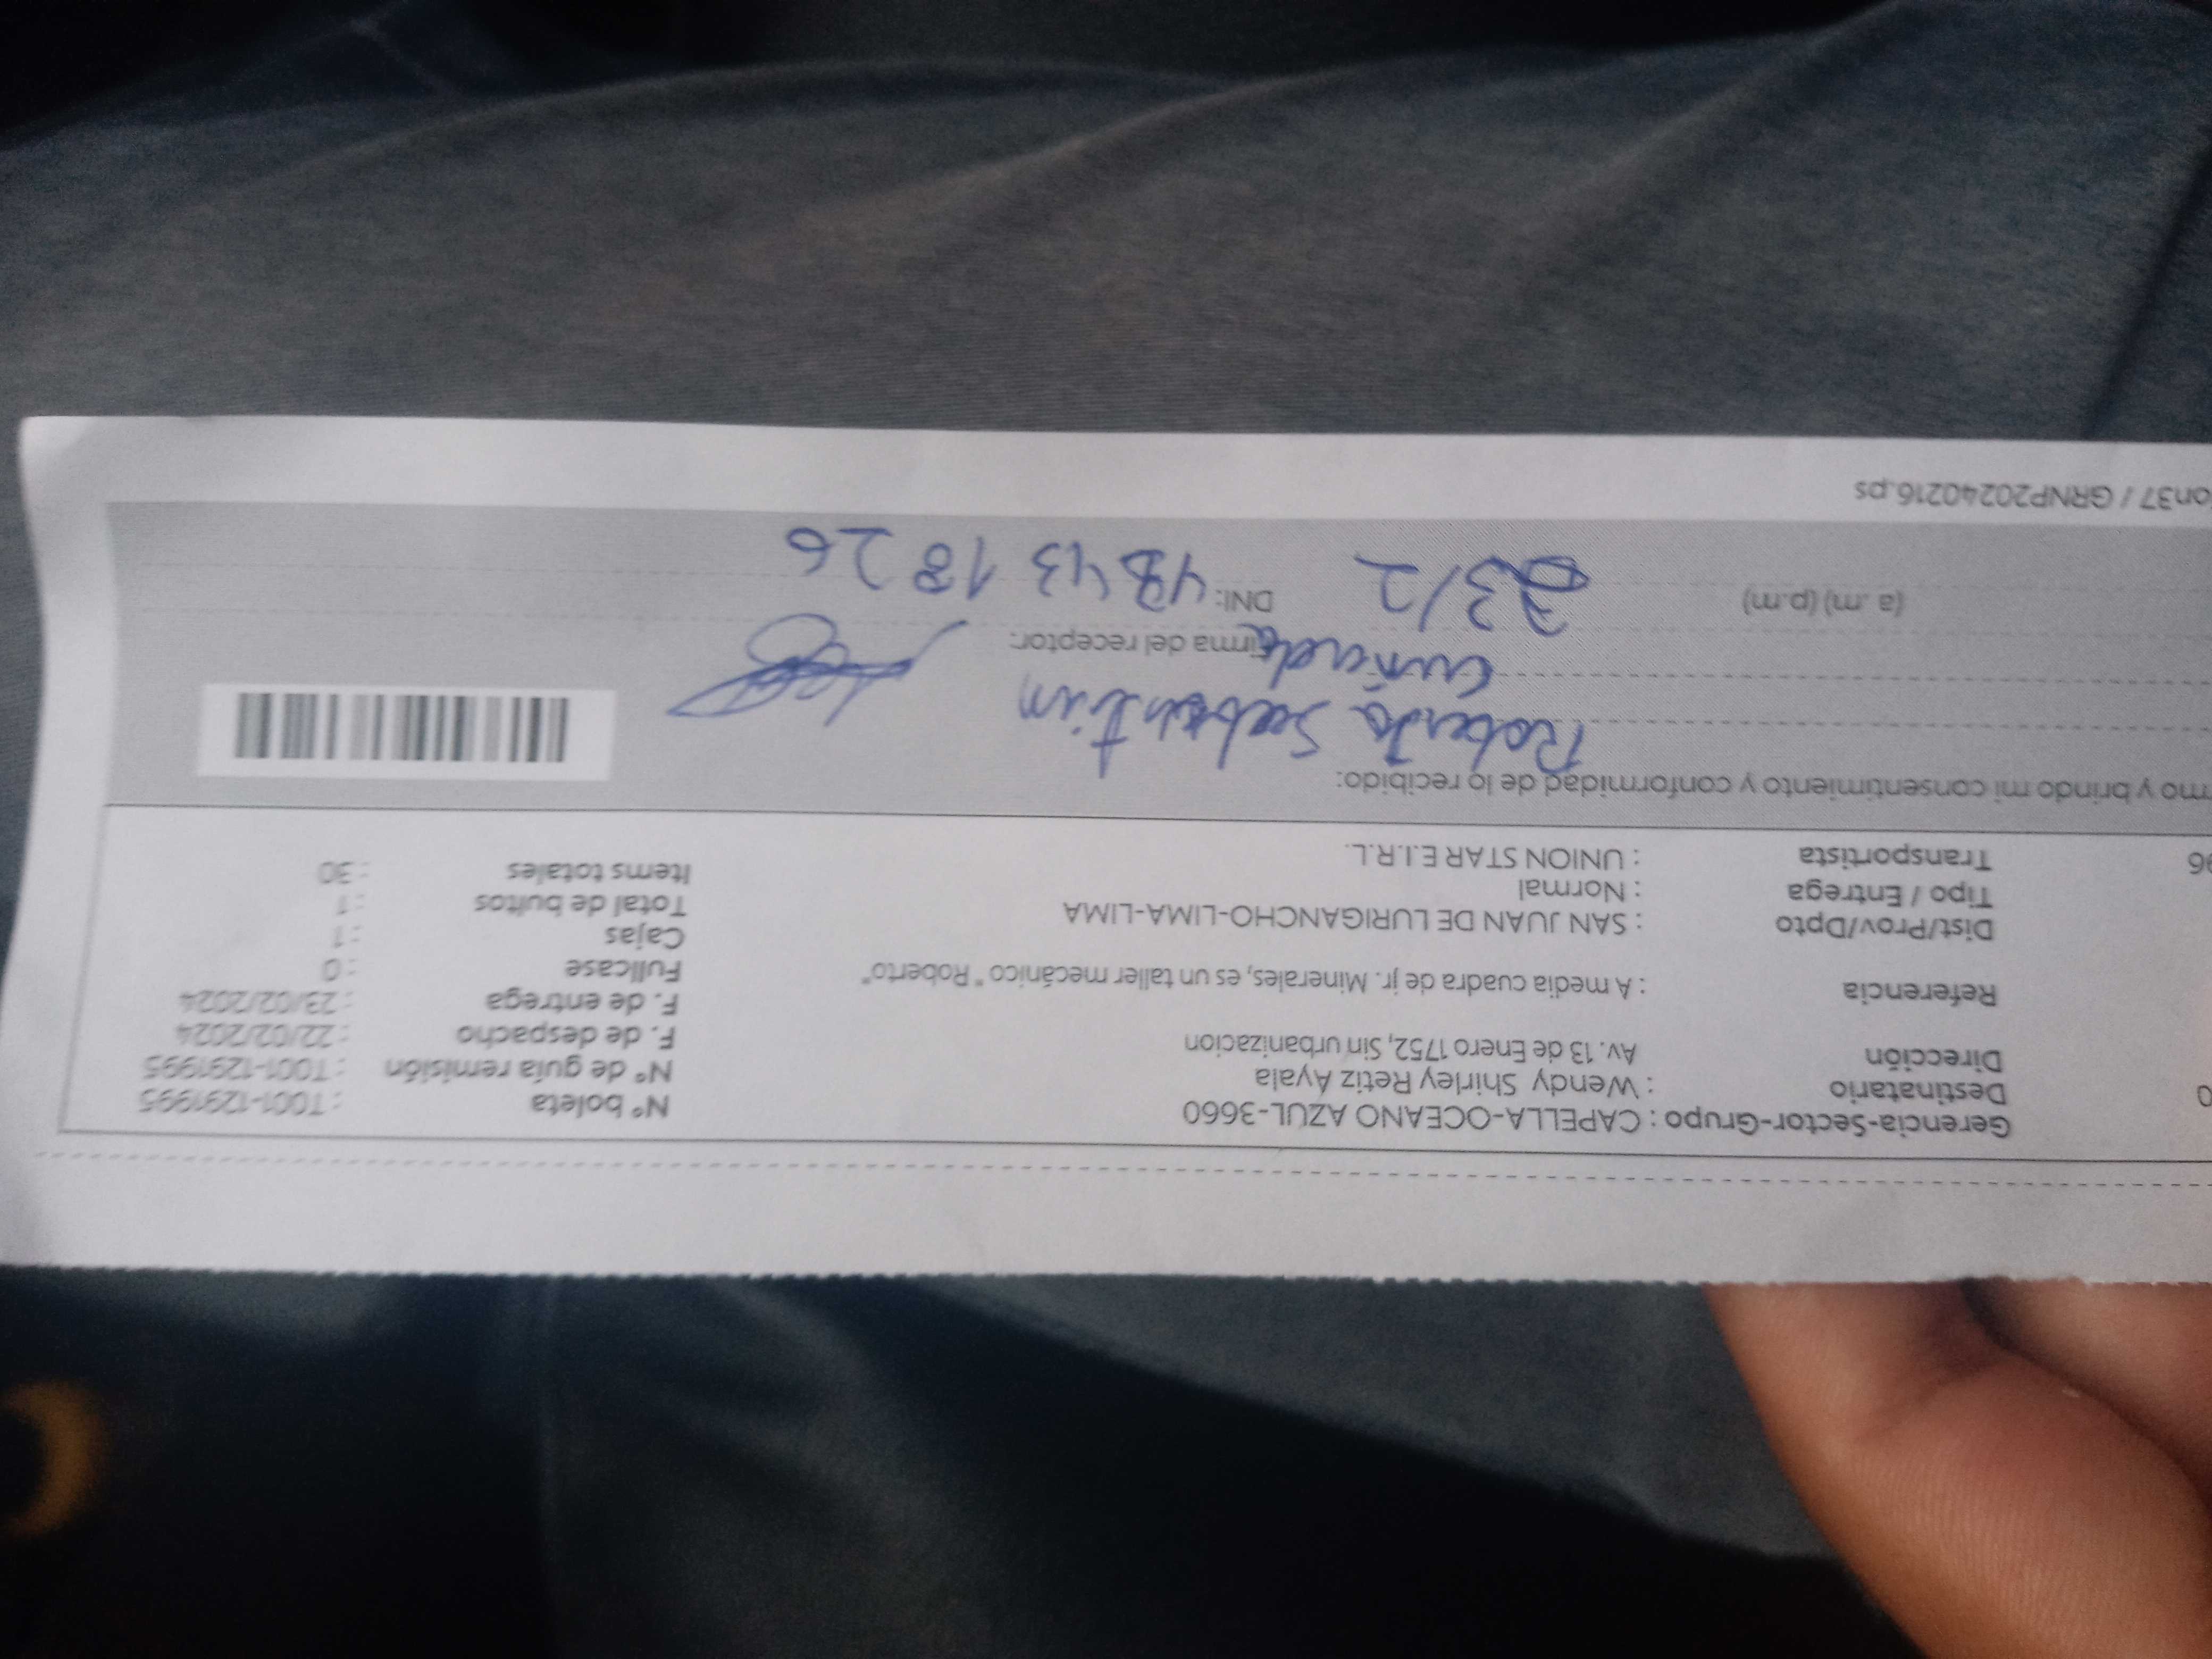 Gerencia-Sector-Grupo : CAPELLA-OCEANO AZUL-3660
Destinatario : Wendy Shirley Retiz Ayala
Dirección Av. 13 de Enero 1752, Sin urbanizacion
Referencia : A media cuadra de jr. Minerales, es un taller mecánico "Roberto"
Dist/Prov/Dpto : SAN JUAN DE LURIGANCHO-LIMA-LIMA
Tipo / Entrega : Normal
Transportista : UNION STAR E.I.R.L.
N° boleta : T001-1291995
N° de guía remisión : T001-1291995
F. de despacho : 22/02/2024
F. de entrega : 23/02/2024
Fullcase : 0
Cajas : 1
Total de bultos : 1
Items totales : 30
mo y brindo mi consentimiento y conformidad de lo recibido:
Roberto Sebastian
cuñado
Firma del receptor:
(a.m) (p.m) 23/2 DNI:
on37 / GRNP20240216.ps